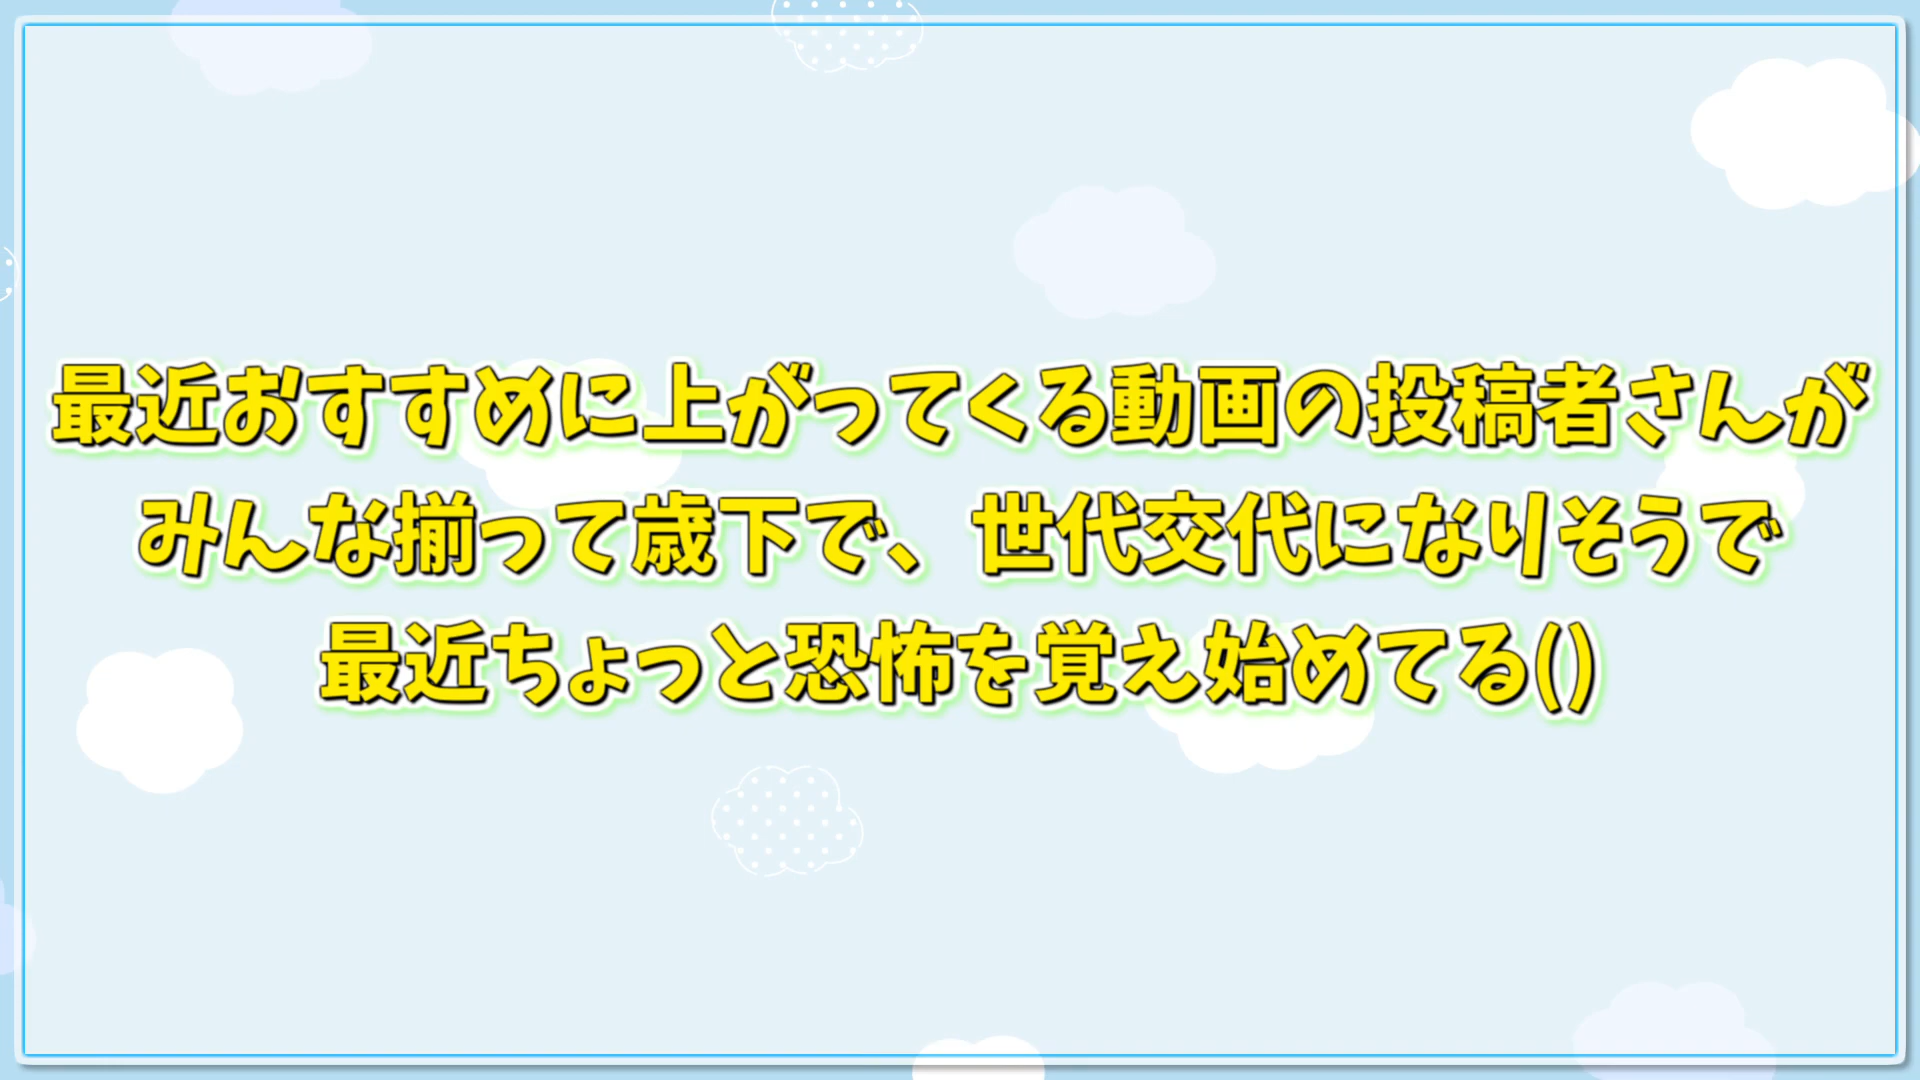 最近おすすめに上がってくる動画の投稿者さんが
みんな揃って歳下で、世代交代になりそうで
最近ちょっと恐怖を覚え始めてる()